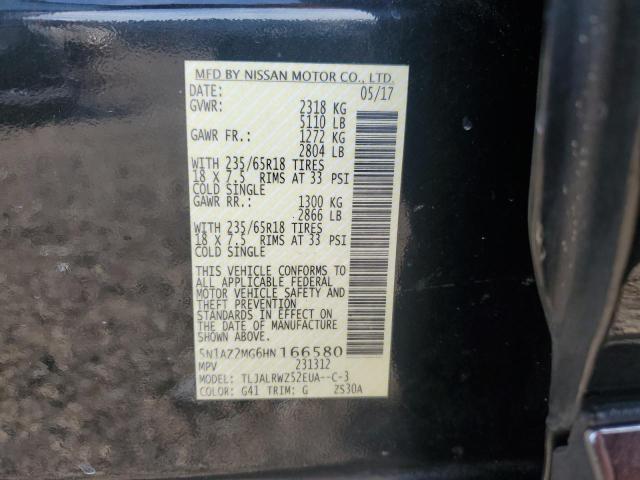 MFD BY NISSAN MOTOR CO., LTD.
DATE: 05/17
GVWR: 2318 KG
5110 LB
GAWR FR.: 1272 KG
2804 LB
WITH 235/65R18 TIRES
18 X 7.5 RIMS AT 33 PSI
COLD SINGLE
GAWR RR.: 1300 KG
2866 LB
WITH 235/65R18 TIRES
18 X 7.5 RIMS AT 33 PSI
COLD SINGLE
THIS VEHICLE CONFORMS TO
ALL APPLICABLE FEDERAL
MOTOR VEHICLE SAFETY AND
THEFT PREVENTION
STANDARDS IN EFFECT ON
THE DATE OF MANUFACTURE
SHOWN ABOVE.
5N1AZ2MG6HN166580
MPV 231312
MODEL: TLJALRWZ52EUA--C-3
COLOR: G41 TRIM: G ZS30A